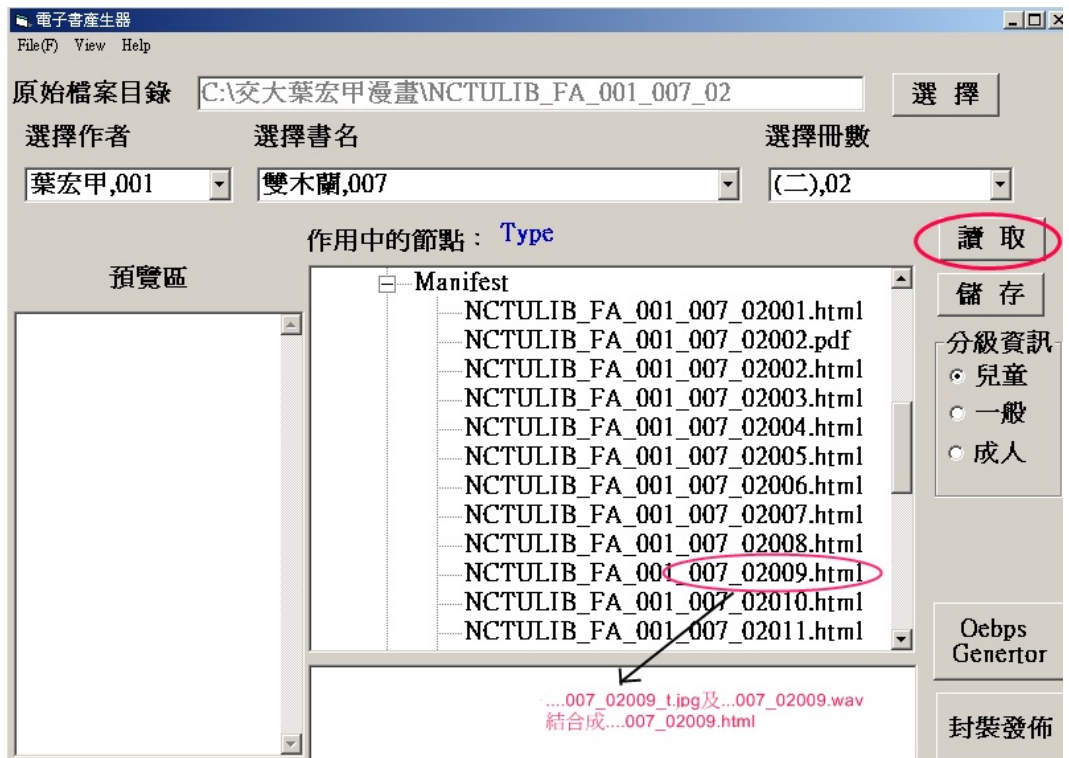 電子書產生器
File(F) View Help
原始檔案目錄 C:\交大葉宏甲漫畫\NCTULIB_FA_001_007_02 選 擇
選擇作者 選擇書名 選擇冊數
葉宏甲,001 雙木蘭,007 (二),02
作用中的節點： Type 讀 取
預覽區
Manifest
儲 存
NCTULIB_FA_001_007_02001.html
NCTULIB_FA_001_007_02002.pdf
NCTULIB_FA_001_007_02002.html
NCTULIB_FA_001_007_02003.html
NCTULIB_FA_001_007_02004.html
NCTULIB_FA_001_007_02005.html
NCTULIB_FA_001_007_02006.html
NCTULIB_FA_001_007_02007.html
NCTULIB_FA_001_007_02008.html
NCTULIB_FA_001_007_02009.html
NCTULIB_FA_001_007_02010.html
NCTULIB_FA_001_007_02011.html
分級資訊
兒童
一般
成人
Oebps
Genertor
....007_02009_t.jpg及...007_02009.wav
結合成....007_02009.html
封裝發佈